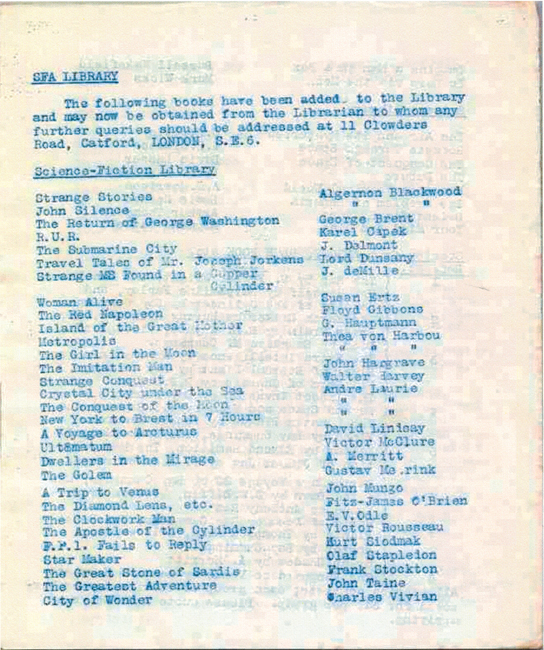 SFA LIBRARY
The following books have been added to the Library
and may now be obtained from the Librarian to whom any
further queries should be addressed at 11 Clowders
Road, Catford, LONDON, S.E.6.
Science-Fiction Library
Strange Stories Algernon Blackwood
John Silence " "
The Return of George Washington George Brent
R.U.R. Karel Capek
The Submarine City J. Dalmont
Travel Tales of Mr. Joseph Jorkens Lord Dunsany
Strange MS Found in a Copper J. deMille
Cylinder
Woman Alive Susan Ertz
The Red Napoleon Floyd Gibbons
Island of the Great Mother G. Hauptmann
Metropolis Thea von Harbou
The Girl in the Moon " " "
The Imitation Man John Hargrave
Strange Conquest Walter Harvey
Crystal City under the Sea Andre Laurie
The Conquest of the Moon " "
New York to Brest in 7 Hours " "
A Voyage to Arcturus David Lindsay
Ultimatum Victor McClure
Dwellers in the Mirage A. Merritt
The Golem Gustav
A Trip to Venus John Mungo
The Diamond Lens, etc. Fitz-James O'Brien
The Clockwork Man E.V.Odle
The Apostle of the Cylinder Victor Rousseau
F.P.1. Fails to Reply Kurt Siodmak
Star Maker Olaf Stapledon
The Great Stone of Sardis Frank Stockton
The Greatest Adventure John Taine
City of Wonder Charles Vivian